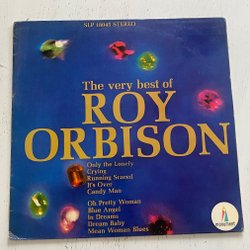 SLP 18045 STEREO
The very best of
ROY
ORBISON
Only the Lonely
Crying
Running Scared
It's Over
Candy Man
Oh Pretty Woman
Blue Angel
In Dreams
Dream Baby
Mean Woman Blues
monument